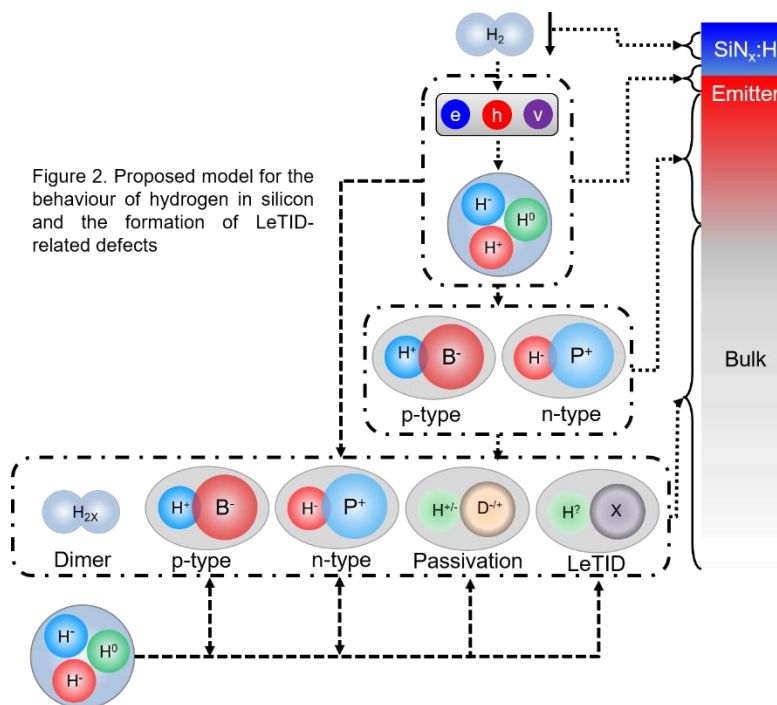 H₂
SiNₓ:H
Emitter
e h v
Figure 2. Proposed model for the
behaviour of hydrogen in silicon
and the formation of LeTID-
related defects
H⁻
H⁰
H⁺
H⁺ B⁻
H⁻ P⁺
p-type
n-type
Bulk
H₂ₓ
H⁺ B⁻
H⁻ P⁺
H⁺/⁻ D⁻/⁺
H? X
Dimer
p-type
n-type
Passivation
LeTID
H⁻
H⁰
H⁻